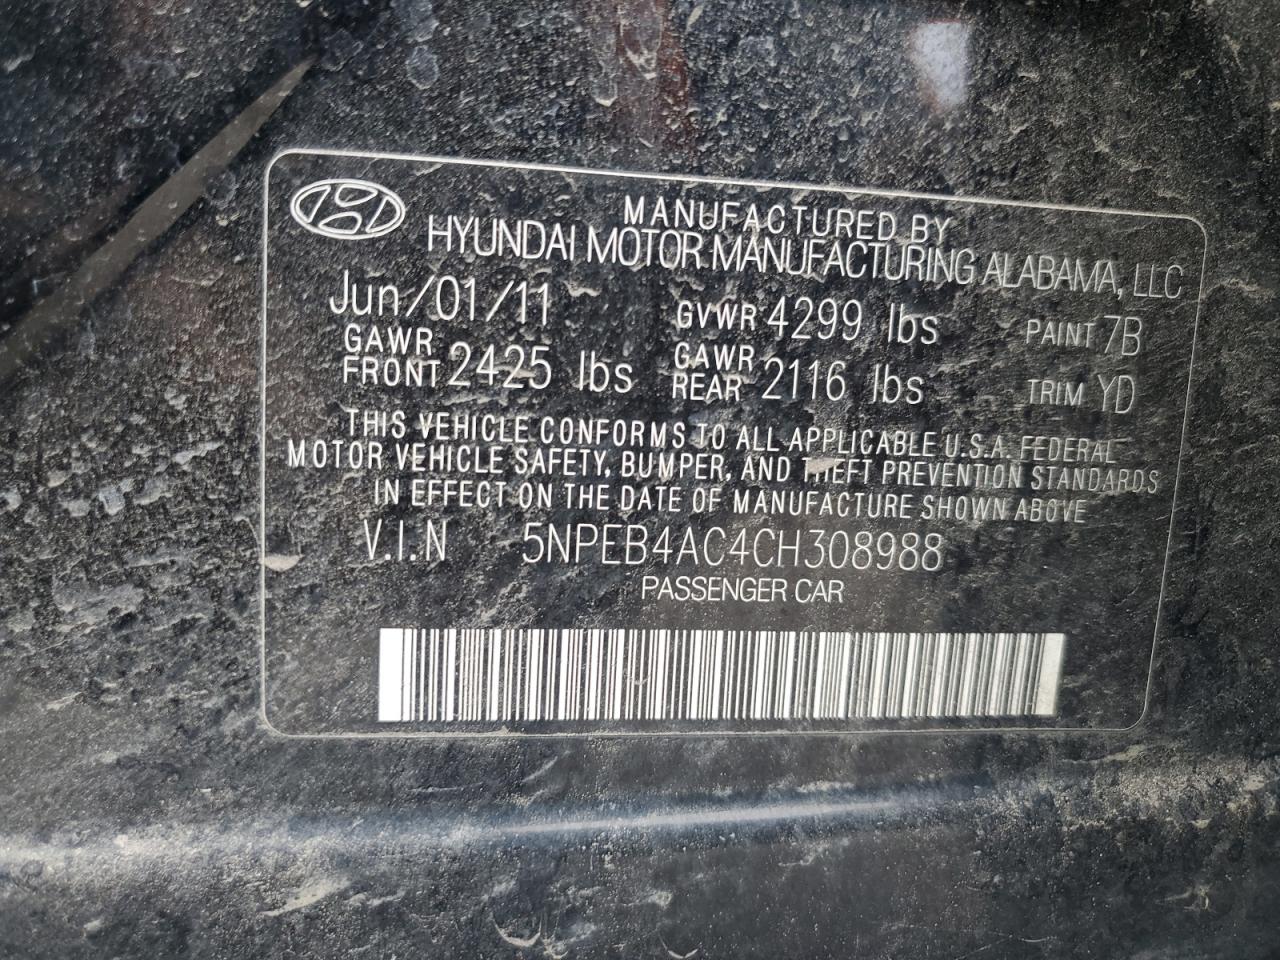 MANUFACTURED BY
HYUNDAI MOTOR MANUFACTURING ALABAMA, LLC
Jun/01/11 GVWR 4299 lbs PAINT 7B
GAWR FRONT 2425 lbs GAWR REAR 2116 lbs TRIM YD
THIS VEHICLE CONFORMS TO ALL APPLICABLE U.S.A. FEDERAL
MOTOR VEHICLE SAFETY, BUMPER, AND THEFT PREVENTION STANDARDS
IN EFFECT ON THE DATE OF MANUFACTURE SHOWN ABOVE
V.I.N 5NPEB4AC4CH308988
PASSENGER CAR